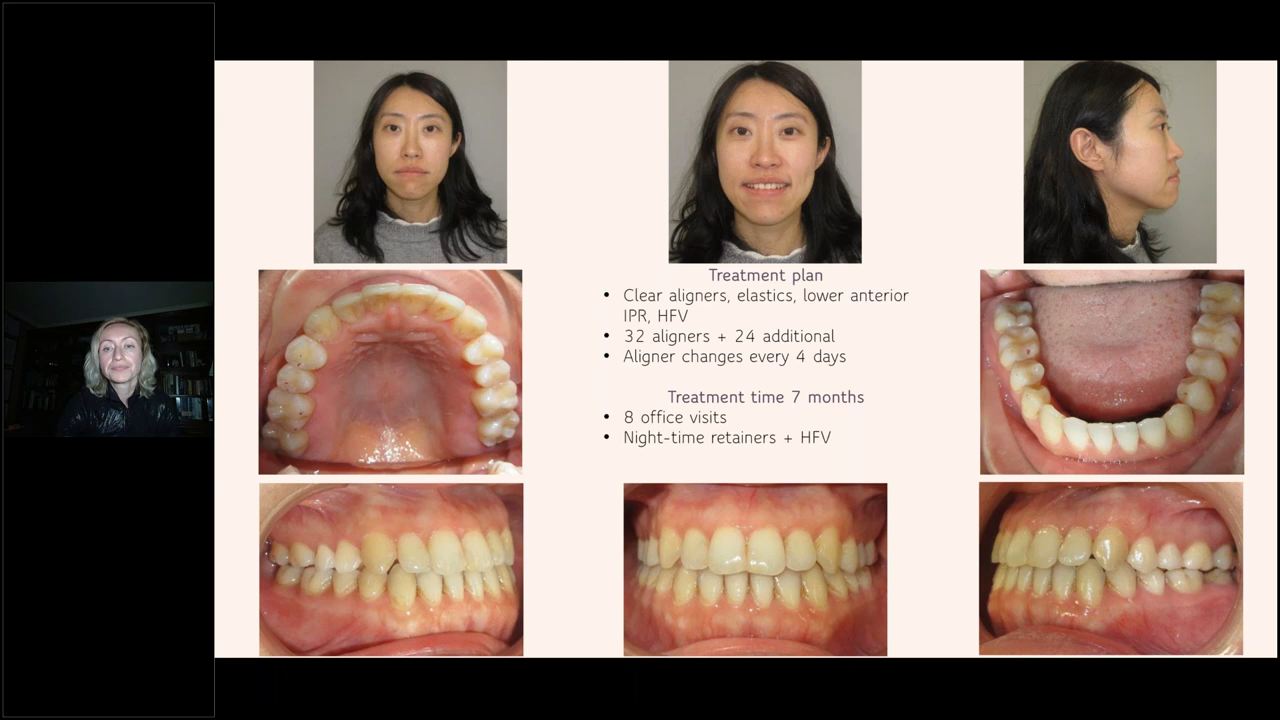 Treatment plan
• Clear aligners, elastics, lower anterior
IPR, HFV
• 32 aligners + 24 additional
• Aligner changes every 4 days
Treatment time 7 months
• 8 office visits
• Night-time retainers + HFV